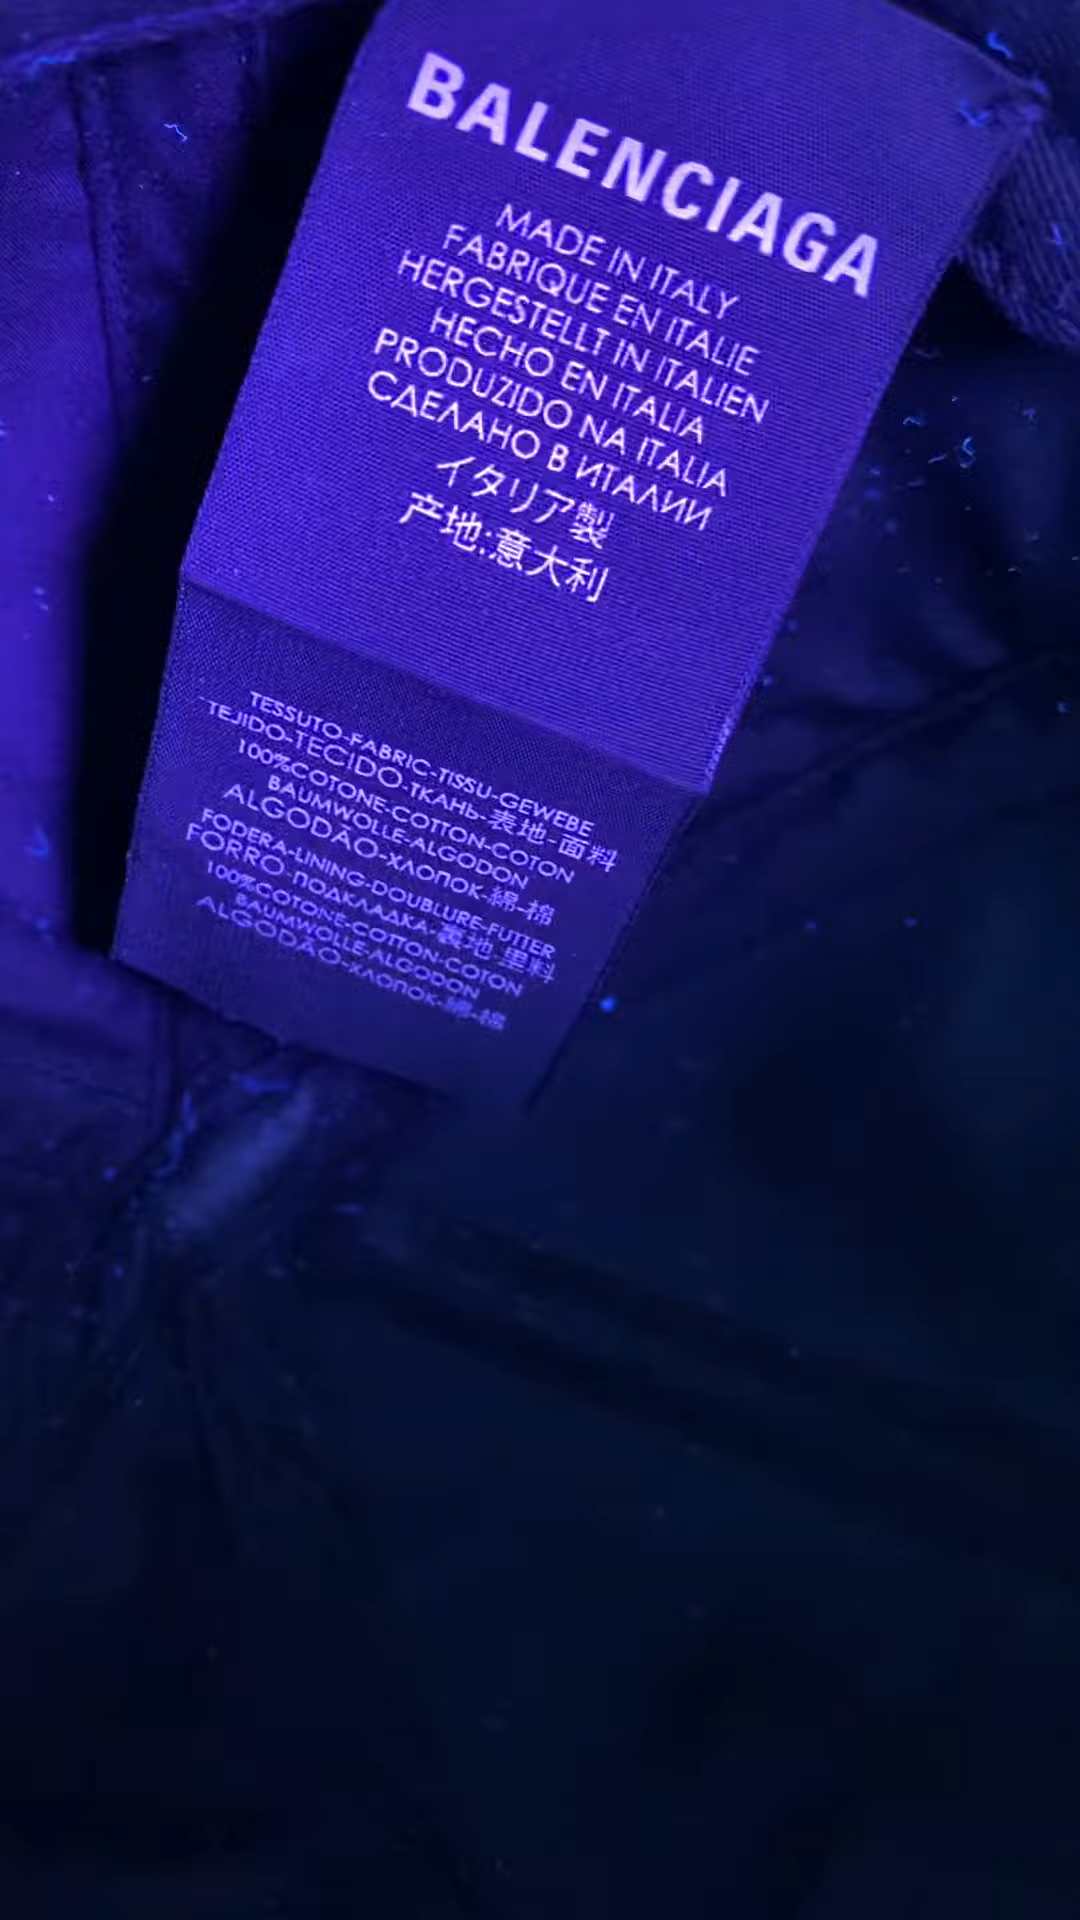 BALENCIAGA
MADE IN ITALY
FABRIQUE EN ITALIE
HERGESTELLT IN ITALIEN
HECHO EN ITALIA
PRODUZIDO NA ITALIA
СДЕЛАНО В ИТАЛИИ
イタリア製
产地:意大利
TESSUTO-FABRIC-TISSU-GEWEBE
TEJIDO-TECIDO-ТКАНЬ-表地-面料
100%COTONE-COTTON-COTON
BAUMWOLLE-ALGODON
ALGODAO-ХЛОПОК-綿-棉
FODERA-LINING-DOUBLURE-FUTTER
FORRO-ПОДКЛАДКА-裏地-里料
100%COTONE-COTTON-COTON
BAUMWOLLE-ALGODON
ALGODÃO-ХЛОПОК-綿-棉